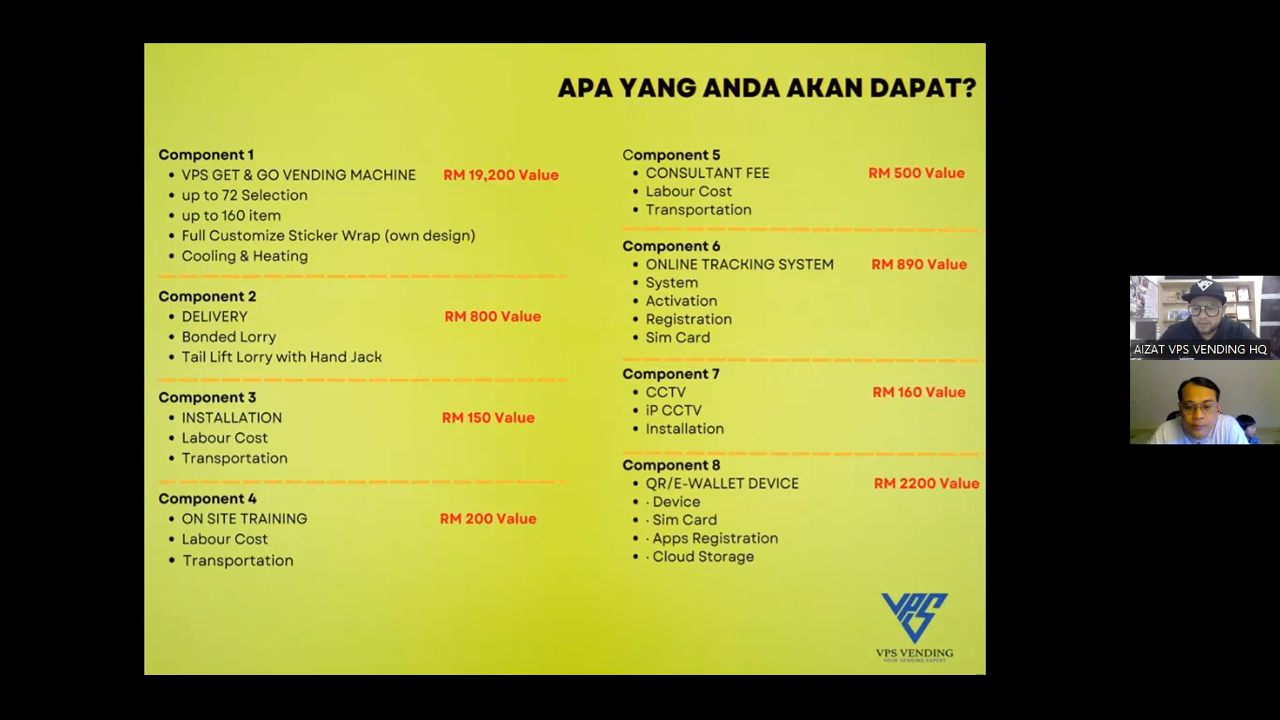 APA YANG ANDA AKAN DAPAT?
Component 1
• VPS GET & GO VENDING MACHINE RM 19,200 Value
• up to 72 Selection
• up to 160 item
• Full Customize Sticker Wrap (own design)
• Cooling & Heating
Component 2
• DELIVERY RM 800 Value
• Bonded Lorry
• Tail Lift Lorry with Hand Jack
Component 3
• INSTALLATION RM 150 Value
• Labour Cost
• Transportation
Component 4
• ON SITE TRAINING RM 200 Value
• Labour Cost
• Transportation
Component 5
• CONSULTANT FEE RM 500 Value
• Labour Cost
• Transportation
Component 6
• ONLINE TRACKING SYSTEM RM 890 Value
• System
• Activation
• Registration
• Sim Card
Component 7
• CCTV RM 160 Value
• iP CCTV
• Installation
Component 8
• QR/E-WALLET DEVICE RM 2200 Value
• · Device
• · Sim Card
• · Apps Registration
• · Cloud Storage
VPS
VPS VENDING
YOUR VENDING EXPERT
AIZAT VPS VENDING HQ